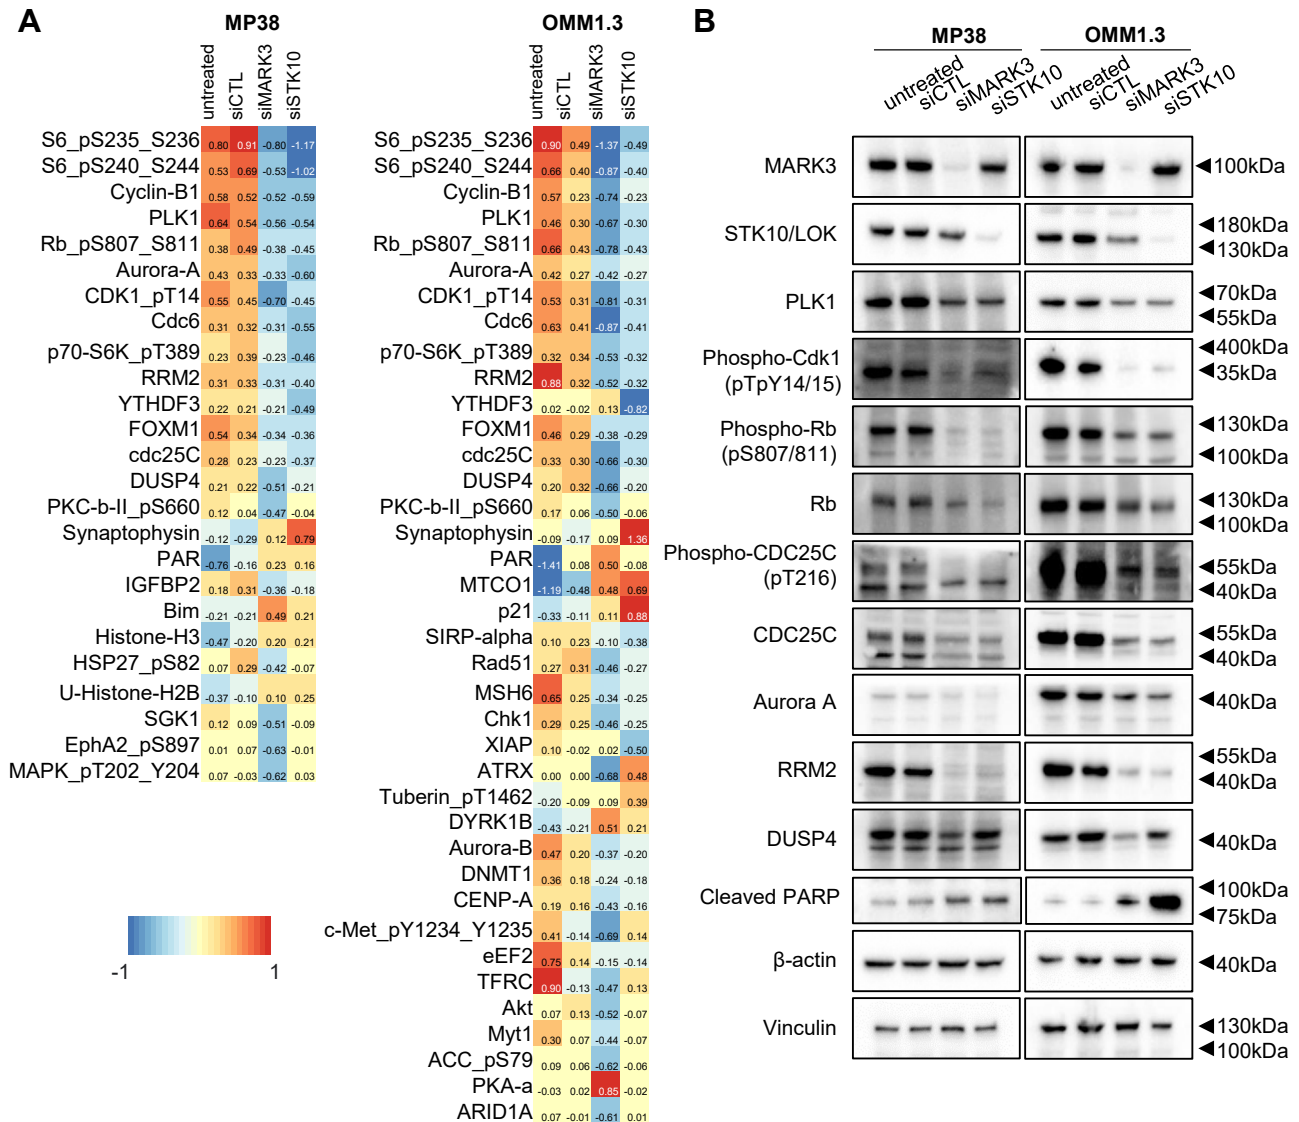 A
MP38
untreated
siCTL
siMARK3
siSTK10
S6_pS235_S236 0.80 0.91 -0.80 -1.17
S6_pS240_S244 0.53 0.69 -0.53 -1.02
Cyclin-B1 0.58 0.52 -0.52 -0.59
PLK1 0.64 0.54 -0.56 -0.54
Rb_pS807_S811 0.38 0.49 -0.38 -0.45
Aurora-A 0.43 0.33 -0.33 -0.60
CDK1_pT14 0.55 0.45 -0.70 -0.45
Cdc6 0.31 0.32 -0.31 -0.55
p70-S6K_pT389 0.23 0.39 -0.23 -0.46
RRM2 0.31 0.33 -0.31 -0.40
YTHDF3 0.22 0.21 -0.21 -0.49
FOXM1 0.54 0.34 -0.34 -0.36
cdc25C 0.28 0.23 -0.23 -0.37
DUSP4 0.21 0.22 -0.51 -0.21
PKC-b-II_pS660 0.12 0.04 -0.47 -0.04
Synaptophysin -0.12 -0.29 0.12 0.79
PAR -0.76 -0.16 0.23 0.16
IGFBP2 0.18 0.31 -0.36 -0.18
Bim -0.21 -0.21 0.49 0.21
Histone-H3 -0.47 -0.20 0.20 0.21
HSP27_pS82 0.07 0.29 -0.42 -0.07
U-Histone-H2B -0.37 -0.10 0.10 0.25
SGK1 0.12 0.09 -0.51 -0.09
EphA2_pS897 0.01 0.07 -0.63 -0.01
MAPK_pT202_Y204 0.07 -0.03 -0.62 0.03
-1 1
OMM1.3
untreated
siCTL
siMARK3
siSTK10
S6_pS235_S236 0.90 0.49 -1.37 -0.49
S6_pS240_S244 0.66 0.40 -0.87 -0.40
Cyclin-B1 0.57 0.23 -0.74 -0.23
PLK1 0.46 0.30 -0.67 -0.30
Rb_pS807_S811 0.66 0.43 -0.78 -0.43
Aurora-A 0.42 0.27 -0.42 -0.27
CDK1_pT14 0.53 0.31 -0.81 -0.31
Cdc6 0.63 0.41 -0.87 -0.41
p70-S6K_pT389 0.32 0.34 -0.53 -0.32
RRM2 0.88 0.32 -0.52 -0.32
YTHDF3 0.02 -0.02 0.13 -0.82
FOXM1 0.46 0.29 -0.38 -0.29
cdc25C 0.33 0.30 -0.66 -0.30
DUSP4 0.20 0.32 -0.66 -0.20
PKC-b-II_pS660 0.17 0.06 -0.50 -0.06
Synaptophysin -0.09 -0.17 0.09 1.36
PAR -1.41 0.08 0.50 -0.08
MTCO1 -1.19 -0.48 0.48 0.69
p21 -0.33 -0.11 0.11 0.88
SIRP-alpha 0.10 0.23 -0.10 -0.38
Rad51 0.27 0.31 -0.46 -0.27
MSH6 0.65 0.25 -0.34 -0.25
Chk1 0.29 0.25 -0.46 -0.25
XIAP 0.10 -0.02 0.02 -0.50
ATRX 0.00 0.00 -0.68 0.48
Tuberin_pT1462 -0.20 -0.09 0.09 0.39
DYRK1B -0.43 -0.21 0.51 0.21
Aurora-B 0.47 0.20 -0.37 -0.20
DNMT1 0.36 0.18 -0.24 -0.18
CENP-A 0.19 0.16 -0.43 -0.16
c-Met_pY1234_Y1235 0.41 -0.14 -0.69 0.14
eEF2 0.75 0.14 -0.15 -0.14
TFRC 0.90 -0.13 -0.47 0.13
Akt 0.07 0.13 -0.52 -0.07
Myt1 0.30 0.07 -0.44 -0.07
ACC_pS79 0.09 0.06 -0.62 -0.06
PKA-a -0.03 0.02 0.85 -0.02
ARID1A 0.07 -0.01 -0.61 0.01
B
MP38 OMM1.3
untreated
siCTL
siMARK3
siSTK10
untreated
siCTL
siMARK3
siSTK10
MARK3 ◀100kDa
STK10/LOK ◀180kDa
◀130kDa
PLK1 ◀70kDa
◀55kDa
Phospho-Cdk1 ◀400kDa
(pTpY14/15) ◀35kDa
Phospho-Rb ◀130kDa
(pS807/811) ◀100kDa
Rb ◀130kDa
◀100kDa
Phospho-CDC25C ◀55kDa
(pT216) ◀40kDa
CDC25C ◀55kDa
◀40kDa
Aurora A ◀40kDa
RRM2 ◀55kDa
◀40kDa
DUSP4 ◀40kDa
Cleaved PARP ◀100kDa
◀75kDa
β-actin ◀40kDa
Vinculin ◀130kDa
◀100kDa